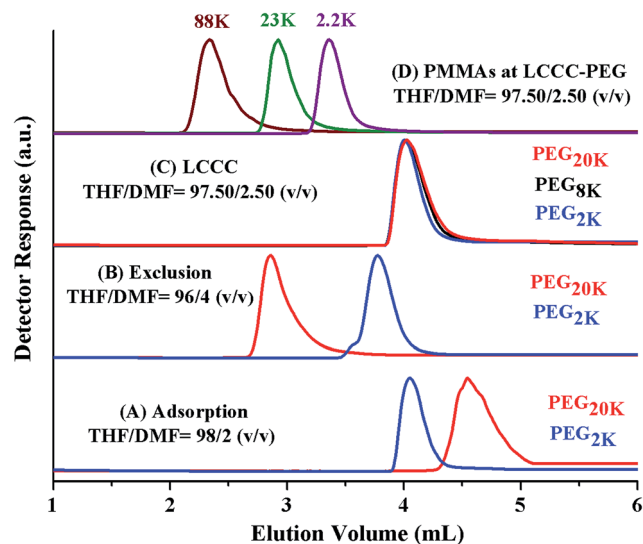 88K 23K 2.2K
(D) PMMAs at LCCC-PEG
THF/DMF= 97.50/2.50 (v/v)
(C) LCCC
THF/DMF= 97.50/2.50 (v/v)
PEG20K
PEG8K
PEG2K
(B) Exclusion
THF/DMF= 96/4 (v/v)
PEG20K
PEG2K
(A) Adsorption
THF/DMF= 98/2 (v/v)
PEG20K
PEG2K
Detector Response (a.u.)
1 2 3 4 5 6
Elution Volume (mL)